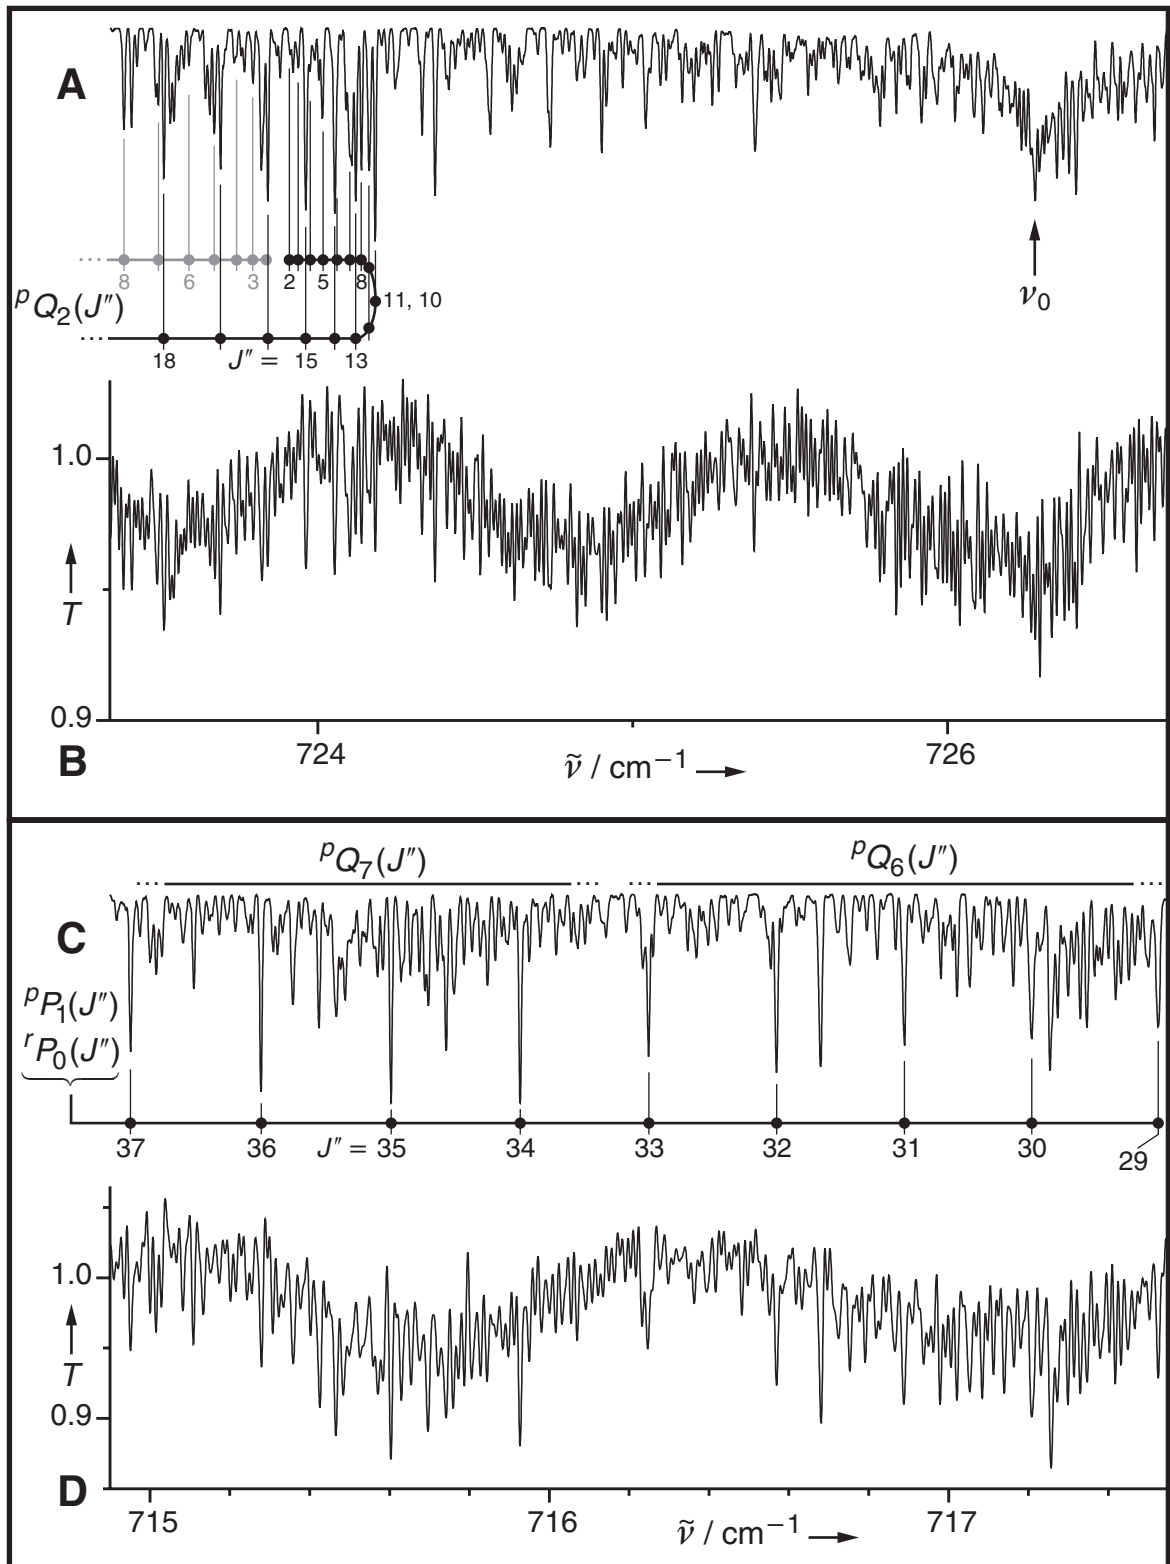 A
8 6 3 2 5 8
ᵖQ₂(J″)
11, 10
ν₀
18 J″ = 15 13
1.0
T
0.9
B
724 726
ν̃ / cm⁻¹
ᵖQ₇(J″) ᵖQ₆(J″)
C
ᵖP₁(J″)
ʳP₀(J″)
37 36 J″ = 35 34 33 32 31 30 29
1.0
T
0.9
D
715 716 717
ν̃ / cm⁻¹